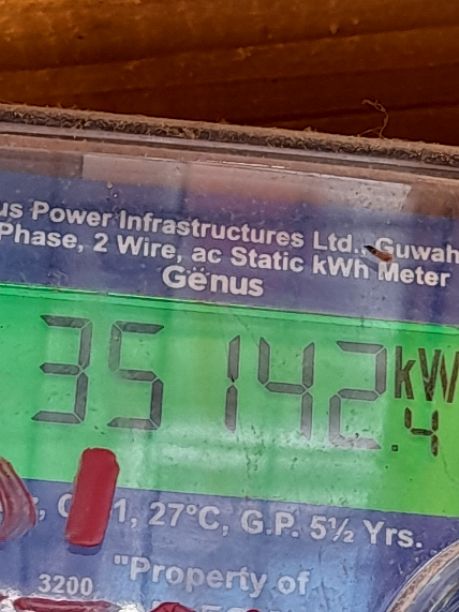 us Power Infrastructures Ltd., Guwah
Phase, 2 Wire, ac Static kWh Meter
Genus
35142.4 kW
1, 27°C, G.P. 5½ Yrs.
3200 "Property of